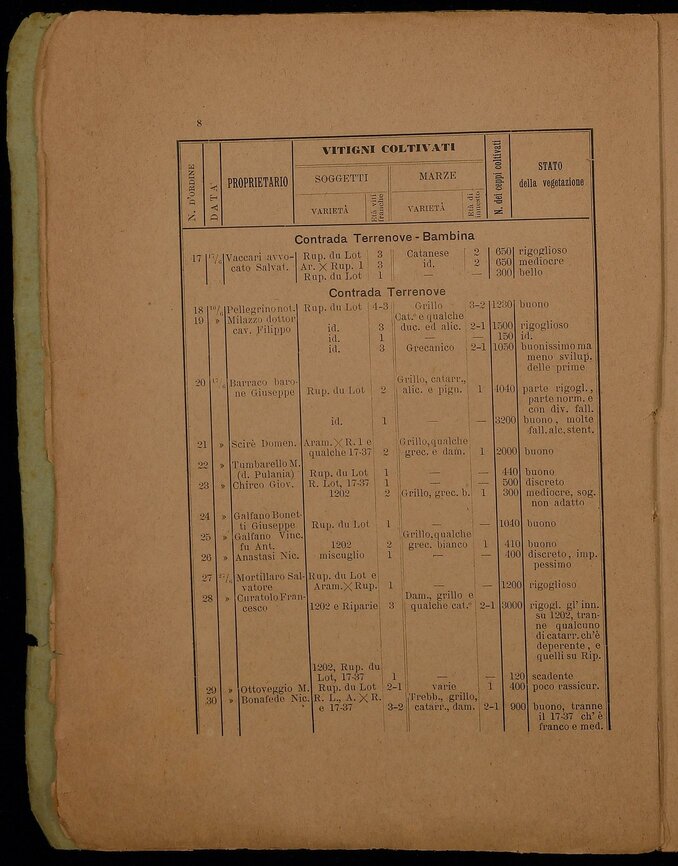 8
N. D'ORDINE DATA PROPRIETARIO VITIGNI COLTIVATI N. dei ceppi coltivati STATO della vegetazione
SOGGETTI MARZE
VARIETÀ Età viti franche VARIETÀ Età di innesto
Contrada Terrenove - Bambina
17 Vaccari avvo- Rup. du Lot 3 Catanese 2 650 rigoglioso
cato Salvat. Ar. X Rup. 1 3 id. 2 650 mediocre
Rup. du Lot 1 — — 300 bello
Contrada Terrenove
18 Pellegrino not. Rup. du Lot 4-3 Grillo 3-2 1230 buono
19 » Milazzo dottor Cat.e e qualche
cav. Filippo id. 3 duc. ed alic. 2-1 1500 rigoglioso
id. 1 — — 150 id.
id. 3 Grecanico 2-1 1050 buonissimo ma
meno svilup.
delle prime
20 Barraco baro- Grillo, catarr.,
ne Giuseppe Rup. du Lot 2 alic. e pign. 1 4040 parte rigogl.,
parte norm. e
con div. fall.
id. 1 — — 3200 buono, molte
fall. alc. stent.
21 » Scirè Domen. Aram. X R. 1 e Grillo, qualche
qualche 17-37 2 grec. e dam. 1 2000 buono
22 » Tumbarello M.
(d. Pulania) Rup. du Lot 1 — — 440 buono
23 » Chirco Giov. R. Lot, 17-37 1 — — 500 discreto
1202 2 Grillo, grec. b. 1 300 mediocre, sog.
non adatto
24 » Galfano Bonet-
ti Giuseppe Rup. du Lot 1 — — 1040 buono
25 » Galfano Vinc. Grillo, qualche
fu Ant. 1202 2 grec. bianco 1 410 buono
26 » Anastasi Nic. miscuglio 1 — — 400 discreto, imp.
pessimo
27 Mortillaro Sal- Rup. du Lot e
vatore Aram. X Rup. 1 — — 1200 rigoglioso
28 » Curatolo Fran- Dam., grillo e
cesco 1202 e Riparie 3 qualche cat.e 2-1 3000 rigogl. gl' inn.
su 1202, tran-
ne qualcuno
di catarr. ch'è
deperente, e
quelli su Rip.
1202, Rup. du
Lot, 17-37 1 — — 120 scadente
29 » Ottoveggio M. Rup. du Lot 2-1 varie 1 400 poco rassicur.
30 » Bonafede Nic. R. L., A. X R. Trebb., grillo,
e 17-37 3-2 catarr., dam. 2-1 900 buono, tranne
il 17-37 ch' è
franco e med.